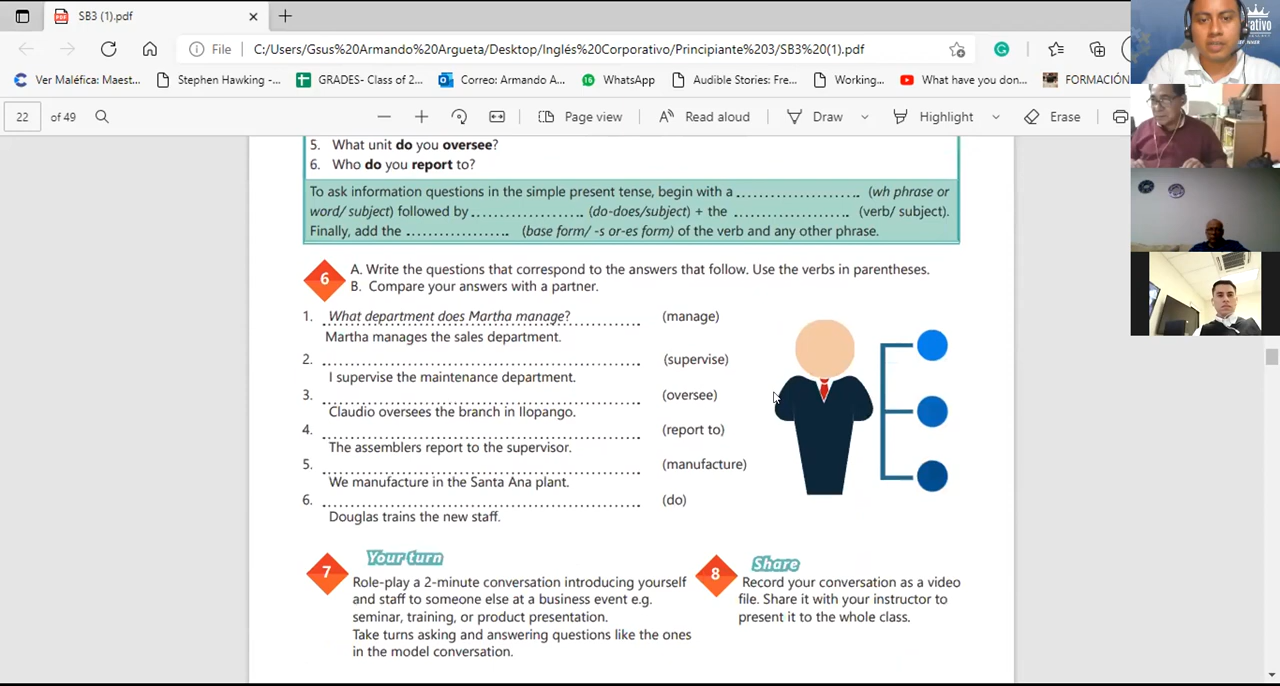 SB3 (1).pdf
File C:/Users/Gsus%20Armando%20Argueta/Desktop/Inglés%20Corporativo/Principiante%203/SB3%20(1).pdf
Ver Maléfica: Maest... Stephen Hawking -... GRADES- Class of 2... Correo: Armando A... WhatsApp Audible Stories: Fre... Working... What have you don... FORMACIÓN
22 of 49 Page view Read aloud Draw Highlight Erase
5. What unit do you oversee?
6. Who do you report to?
To ask information questions in the simple present tense, begin with a .................... (wh phrase or
word/ subject) followed by.................... (do-does/subject) + the .................... (verb/ subject).
Finally, add the .................... (base form/ -s or-es form) of the verb and any other phrase.
6 A. Write the questions that correspond to the answers that follow. Use the verbs in parentheses.
B. Compare your answers with a partner.
1. What department does Martha manage? (manage)
Martha manages the sales department.
2. (supervise)
I supervise the maintenance department.
3. (oversee)
Claudio oversees the branch in Ilopango.
4. (report to)
The assemblers report to the supervisor.
5. (manufacture)
We manufacture in the Santa Ana plant.
6. (do)
Douglas trains the new staff.
7 Your turn
Role-play a 2-minute conversation introducing yourself
and staff to someone else at a business event e.g.
seminar, training, or product presentation.
Take turns asking and answering questions like the ones
in the model conversation.
8 Share
Record your conversation as a video
file. Share it with your instructor to
present it to the whole class.